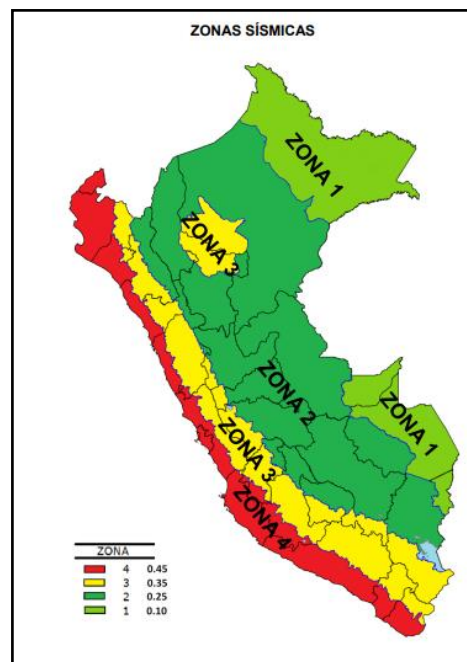 ZONAS SÍSMICAS
ZONA 1
ZONA 3
ZONA 2
ZONA 1
ZONA 3
ZONA 4
ZONA
4 0.45
3 0.35
2 0.25
1 0.10